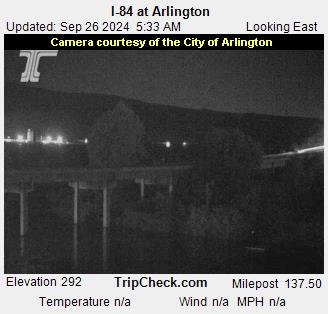 I-84 at Arlington
Updated: Sep 26 2024 5:33 AM Looking East
Camera courtesy of the City of Arlington
Elevation 292 TripCheck.com Milepost 137.50
Temperature n/a Wind n/a MPH n/a